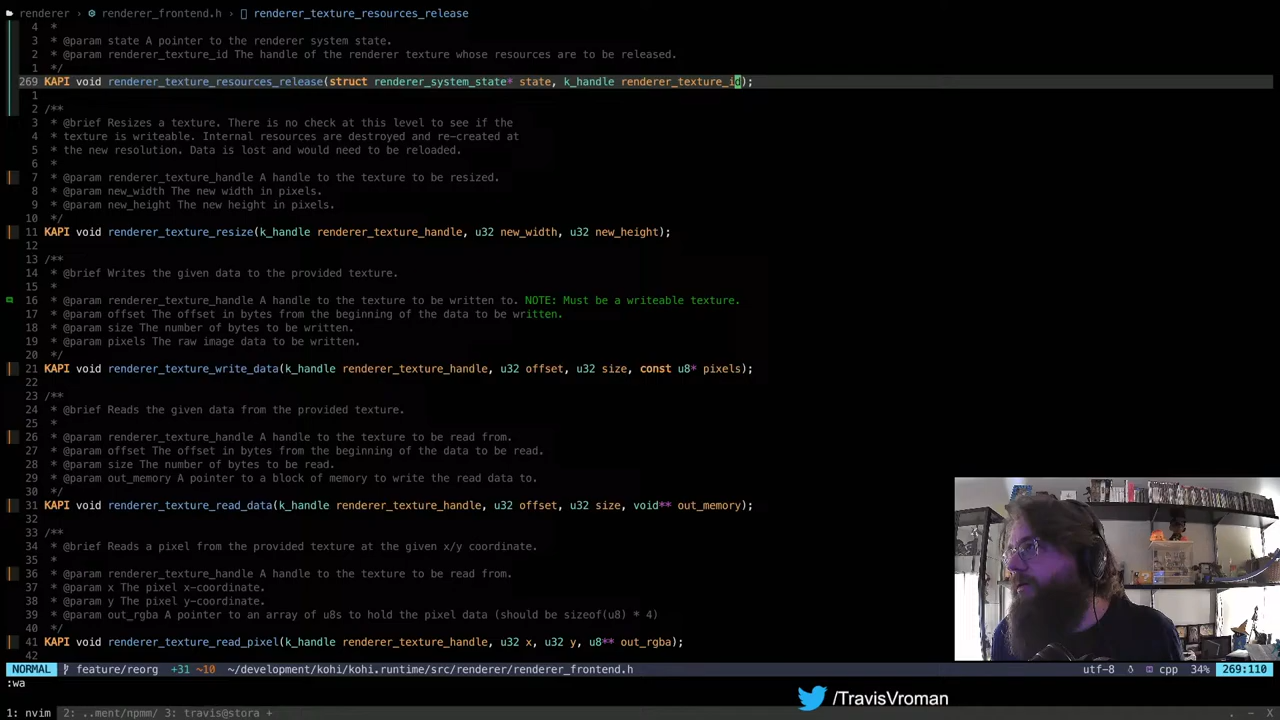 renderer › renderer_frontend.h › renderer_texture_resources_release
4 *
3 * @param state A pointer to the renderer system state.
2 * @param renderer_texture_id The handle of the renderer texture whose resources are to be released.
1 */
269 KAPI void renderer_texture_resources_release(struct renderer_system_state* state, k_handle renderer_texture_id);
1
2 /**
3 * @brief Resizes a texture. There is no check at this level to see if the
4 * texture is writeable. Internal resources are destroyed and re-created at
5 * the new resolution. Data is lost and would need to be reloaded.
6 *
7 * @param renderer_texture_handle A handle to the texture to be resized.
8 * @param new_width The new width in pixels.
9 * @param new_height The new height in pixels.
10 */
11 KAPI void renderer_texture_resize(k_handle renderer_texture_handle, u32 new_width, u32 new_height);
12
13 /**
14 * @brief Writes the given data to the provided texture.
15 *
16 * @param renderer_texture_handle A handle to the texture to be written to. NOTE: Must be a writeable texture.
17 * @param offset The offset in bytes from the beginning of the data to be written.
18 * @param size The number of bytes to be written.
19 * @param pixels The raw image data to be written.
20 */
21 KAPI void renderer_texture_write_data(k_handle renderer_texture_handle, u32 offset, u32 size, const u8* pixels);
22
23 /**
24 * @brief Reads the given data from the provided texture.
25 *
26 * @param renderer_texture_handle A handle to the texture to be read from.
27 * @param offset The offset in bytes from the beginning of the data to be read.
28 * @param size The number of bytes to be read.
29 * @param out_memory A pointer to a block of memory to write the read data to.
30 */
31 KAPI void renderer_texture_read_data(k_handle renderer_texture_handle, u32 offset, u32 size, void** out_memory);
32
33 /**
34 * @brief Reads a pixel from the provided texture at the given x/y coordinate.
35 *
36 * @param renderer_texture_handle A handle to the texture to be read from.
37 * @param x The pixel x-coordinate.
38 * @param y The pixel y-coordinate.
39 * @param out_rgba A pointer to an array of u8s to hold the pixel data (should be sizeof(u8) * 4)
40 */
41 KAPI void renderer_texture_read_pixel(k_handle renderer_texture_handle, u32 x, u32 y, u8** out_rgba);
42
NORMAL feature/reorg +31 ~10 ~/development/kohi/kohi.runtime/src/renderer/renderer_frontend.h utf-8 cpp 34% 269:110
:wa
/TravisVroman
1: nvim 2: ..ment/npmm/ 3: travis@stora + . – X